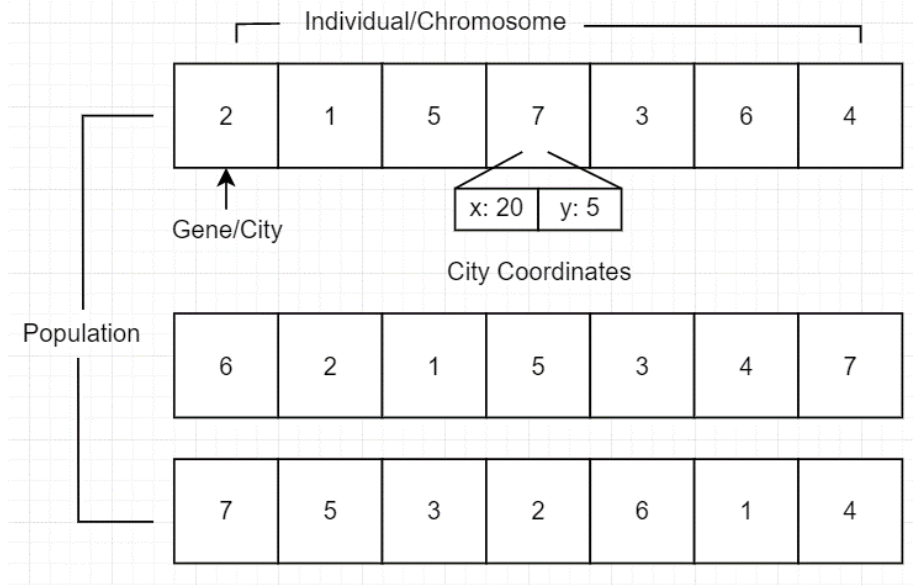 Individual/Chromosome
2 1 5 7 3 6 4
x: 20 y: 5
Gene/City
City Coordinates
Population
6 2 1 5 3 4 7
7 5 3 2 6 1 4